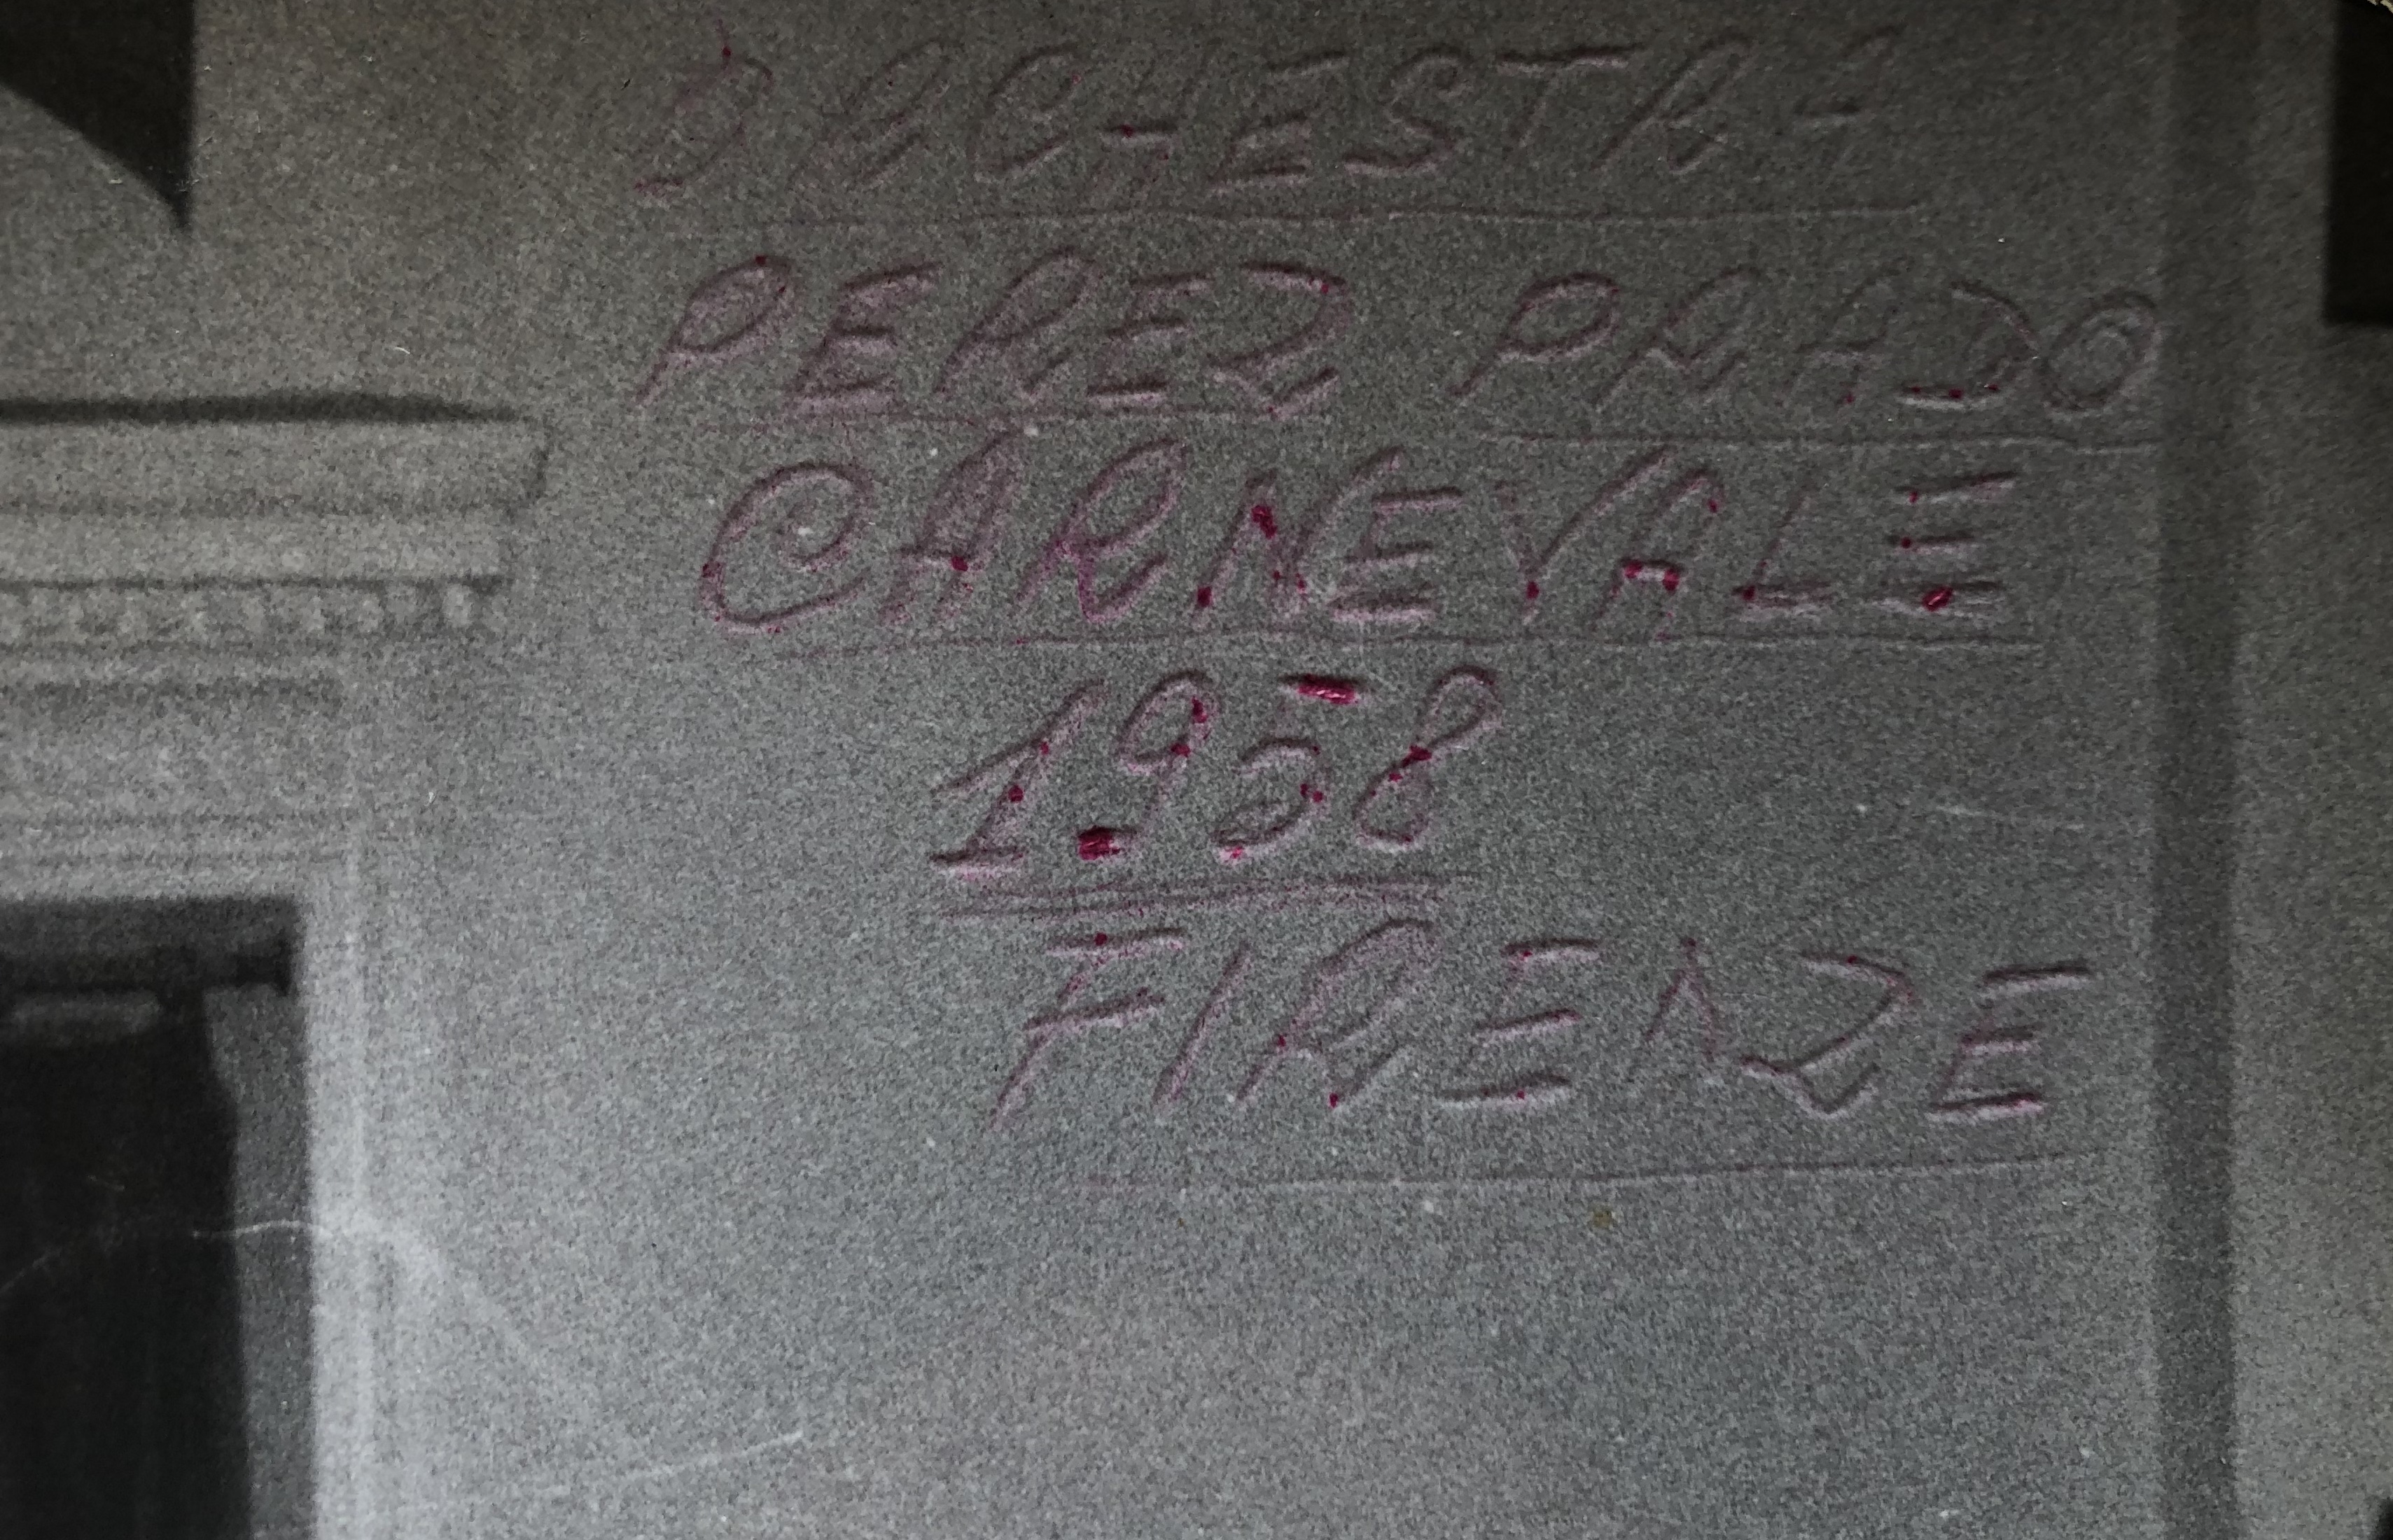 ORCHESTRA
PEREZ PRADO
CARNEVALE
1958
FIRENZE